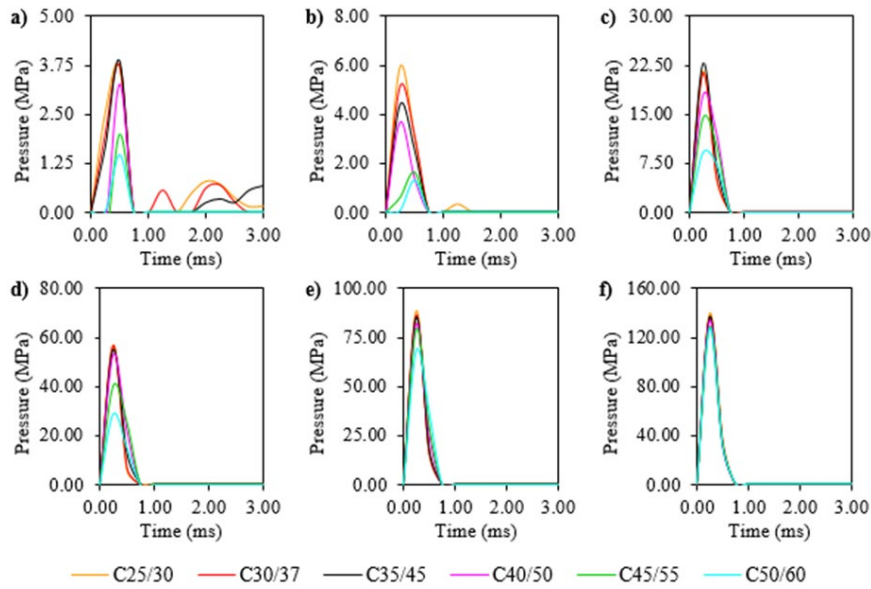 a)
Pressure (MPa)
5.00
3.75
2.50
1.25
0.00
0.00 1.00 2.00 3.00
Time (ms)
b)
Pressure (MPa)
8.00
6.00
4.00
2.00
0.00
0.00 1.00 2.00 3.00
Time (ms)
c)
Pressure (MPa)
30.00
22.50
15.00
7.50
0.00
0.00 1.00 2.00 3.00
Time (ms)
d)
Pressure (MPa)
80.00
60.00
40.00
20.00
0.00
0.00 1.00 2.00 3.00
Time (ms)
e)
Pressure (MPa)
100.00
75.00
50.00
25.00
0.00
0.00 1.00 2.00 3.00
Time (ms)
f)
Pressure (MPa)
160.00
120.00
80.00
40.00
0.00
0.00 1.00 2.00 3.00
Time (ms)
C25/30 C30/37 C35/45 C40/50 C45/55 C50/60